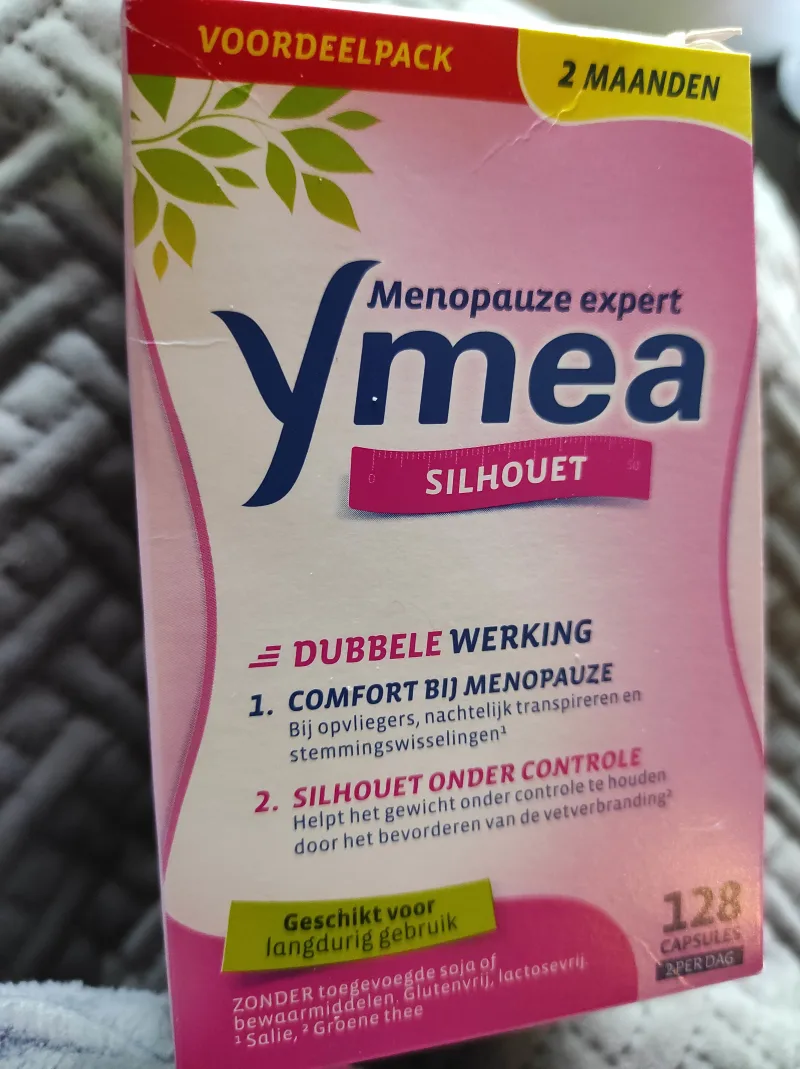 VOORDEELPACK
2 MAANDEN
Menopauze expert
Ymea
0 50
SILHOUET
DUBBELE WERKING
1. COMFORT BIJ MENOPAUZE
Bij opvliegers, nachtelijk transpireren en
stemmingswisselingen¹
2. SILHOUET ONDER CONTROLE
Helpt het gewicht onder controle te houden
door het bevorderen van de vetverbranding²
Geschikt voor
langdurig gebruik
128
CAPSULES
2 PER DAG
ZONDER toegevoegde soja of
bewaarmiddelen. Glutenvrij, lactosevrij.
¹ Salie, ² Groene thee